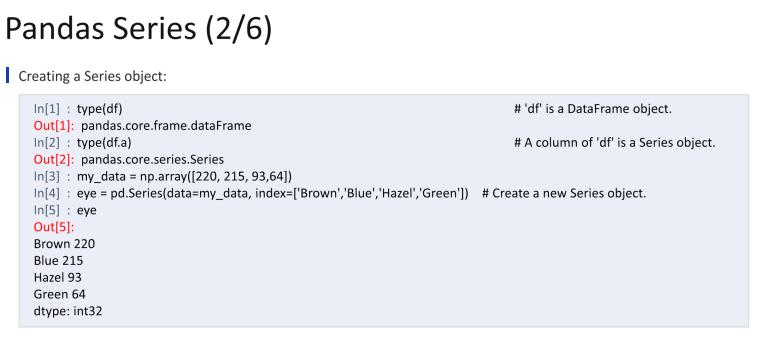 Pandas Series (2/6)
Creating a Series object:
In[1] : type(df) # 'df' is a DataFrame object.
Out[1]: pandas.core.frame.dataFrame
In[2] : type(df.a) # A column of 'df' is a Series object.
Out[2]: pandas.core.series.Series
In[3] : my_data = np.array([220, 215, 93,64])
In[4] : eye = pd.Series(data=my_data, index=['Brown','Blue','Hazel','Green']) # Create a new Series object.
In[5] : eye
Out[5]:
Brown 220
Blue 215
Hazel 93
Green 64
dtype: int32